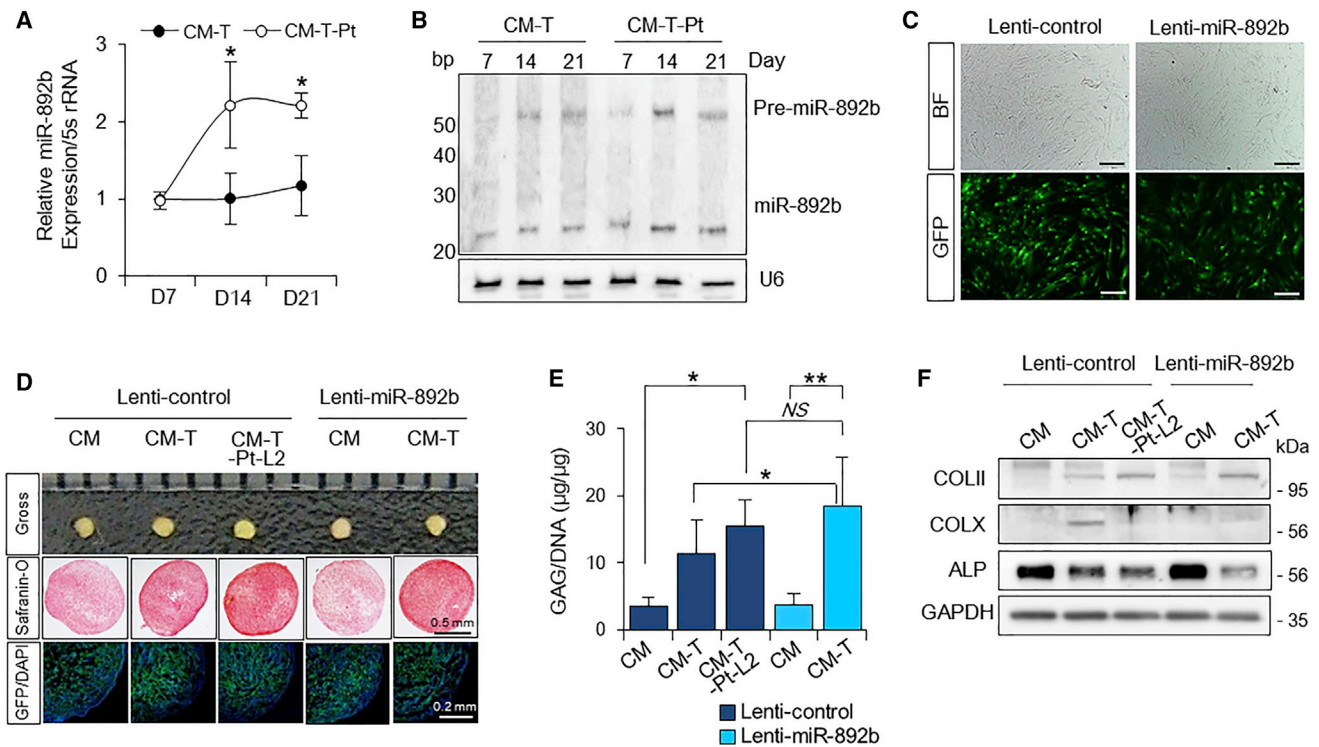 A
CM-T
CM-T-Pt
Relative miR-892b
Expression/5s rRNA
3
2
1
0
*
*
D7 D14 D21
B
CM-T CM-T-Pt
bp 7 14 21 7 14 21 Day
50
40
30
20
Pre-miR-892b
miR-892b
U6
C
Lenti-control Lenti-miR-892b
BF
GFP
D
Lenti-control Lenti-miR-892b
CM CM-T CM-T
-Pt-L2 CM CM-T
Gross
Safranin-O
0.5 mm
GFP/DAPI
0.2 mm
E
* **
NS
*
GAG/DNA (µg/µg)
30
20
10
0
CM CM-T CM-T
-Pt-L2 CM CM-T
Lenti-control
Lenti-miR-892b
F
Lenti-control Lenti-miR-892b
CM CM-T CM-T
-Pt-L2 CM CM-T
kDa
COLII - 95
COLX - 56
ALP - 56
GAPDH - 35